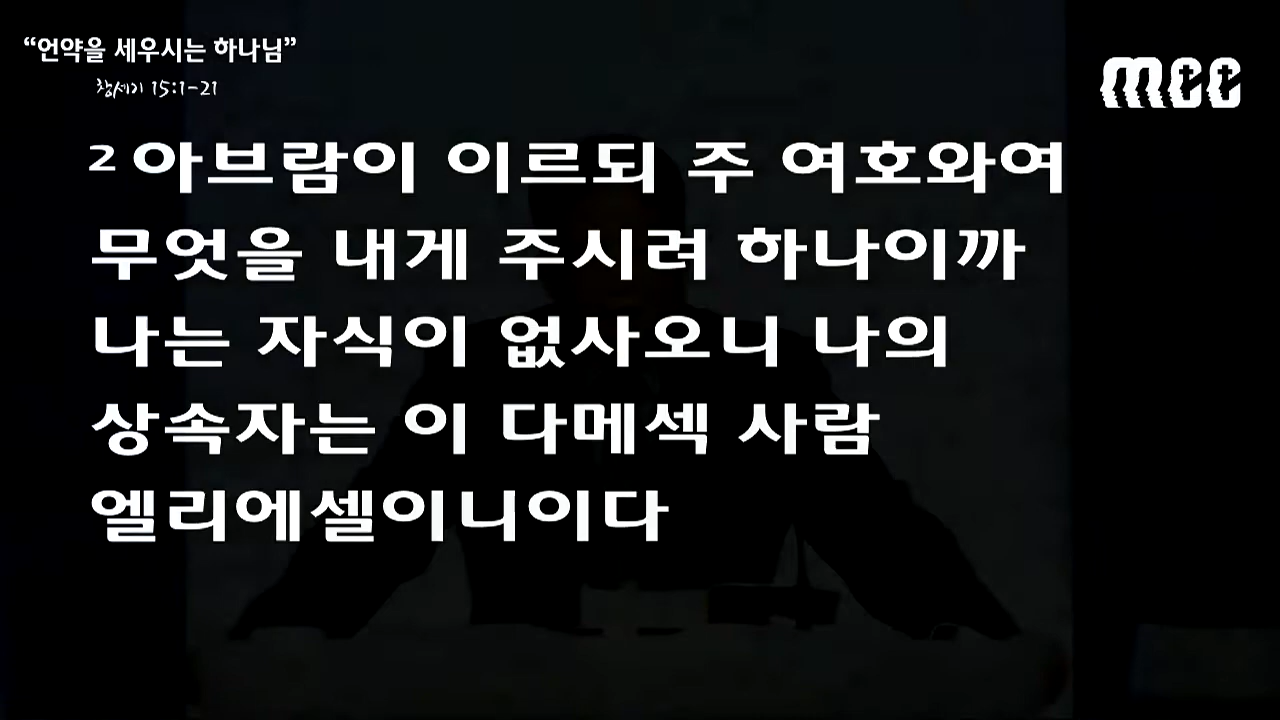 “언약을 세우시는 하나님”
창세기 15:1-21
mcc
2 아브람이 이르되 주 여호와여
무엇을 내게 주시려 하나이까
나는 자식이 없사오니 나의
상속자는 이 다메섹 사람
엘리에셀이니이다